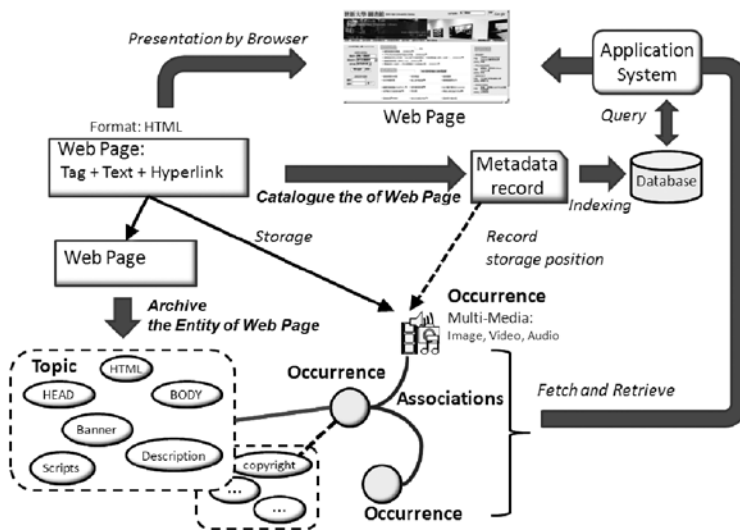 Presentation by Browser
Application
System
Web Page
Format: HTML
Query
Web Page:
Tag + Text + Hyperlink
Metadata
record
Database
Catalogue the of Web Page
Indexing
Storage
Record
storage position
Web Page
Archive
the Entity of Web Page
Occurrence
Multi-Media:
Image, Video, Audio
Topic
HTML
HEAD
BODY
Occurrence
Associations
Fetch and Retrieve
Banner
Description
Scripts
copyright
...
...
Occurrence